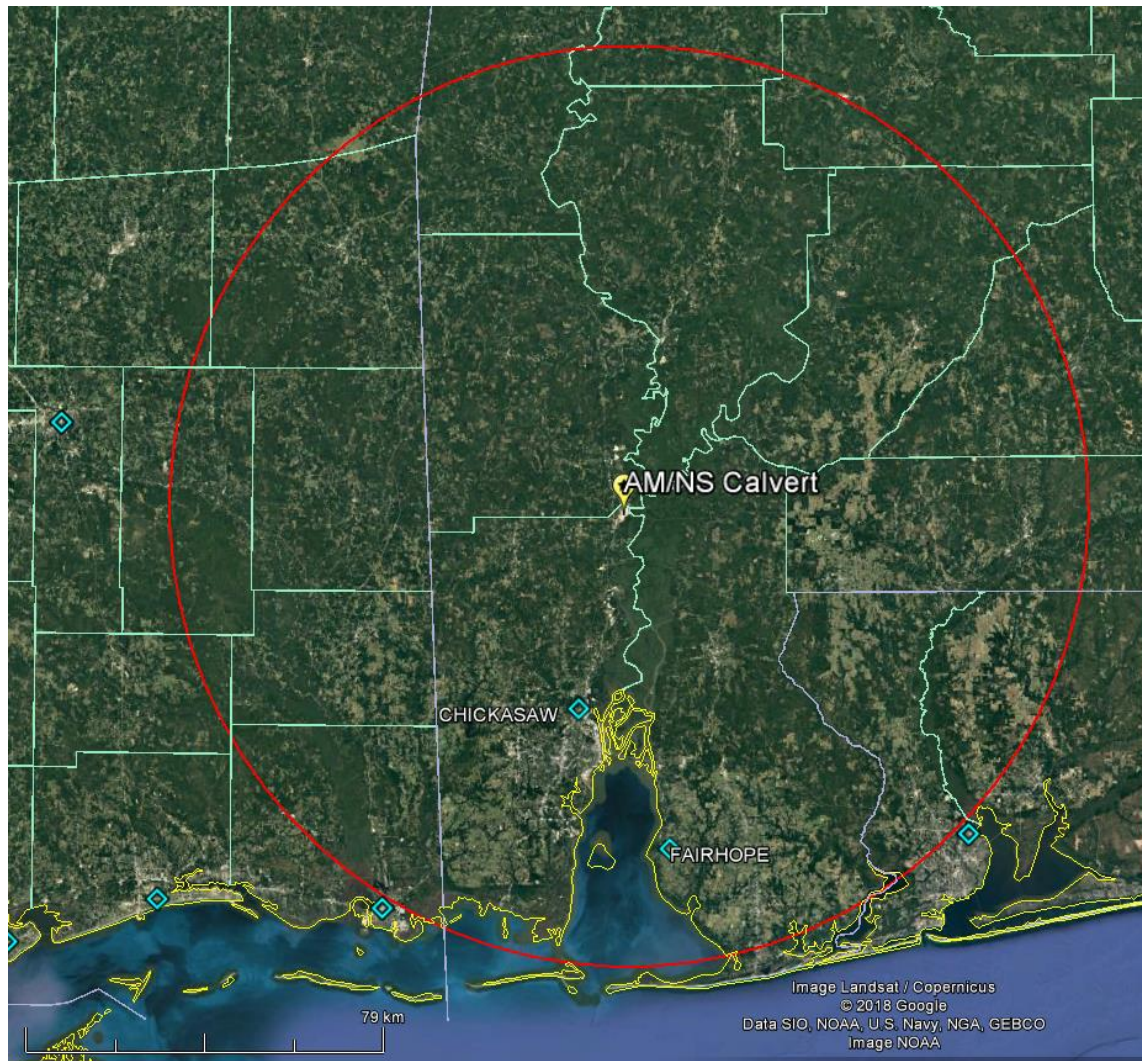 AM/NS Calvert
CHICKASAW
FAIRHOPE
Image Landsat / Copernicus
© 2018 Google
Data SIO, NOAA, U.S. Navy, NGA, GEBCO
Image NOAA
79 km